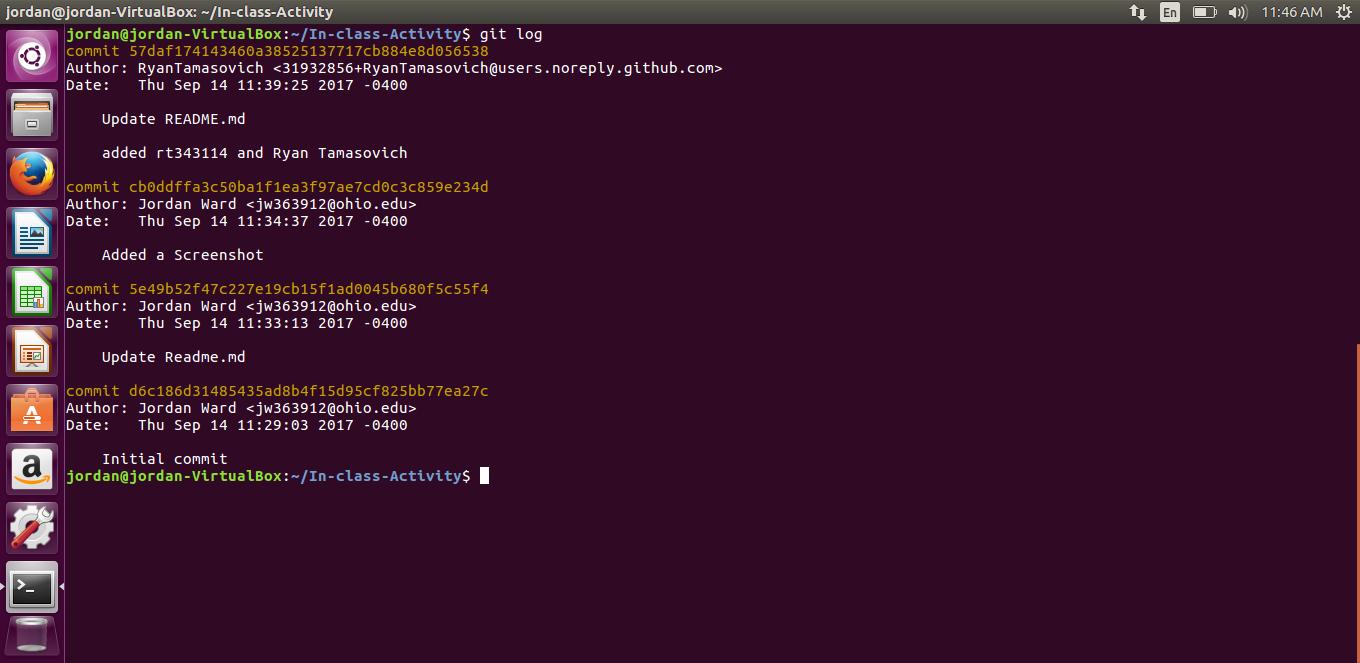 jordan@jordan-VirtualBox: ~/In-class-Activity En 11:46 AM
jordan@jordan-VirtualBox:~/In-class-Activity$ git log
commit 57daf174143460a38525137717cb884e8d056538
Author: RyanTamasovich <31932856+RyanTamasovich@users.noreply.github.com>
Date:   Thu Sep 14 11:39:25 2017 -0400
Update README.md
added rt343114 and Ryan Tamasovich
commit cb0ddffa3c50ba1f1ea3f97ae7cd0c3c859e234d
Author: Jordan Ward <jw363912@ohio.edu>
Date:   Thu Sep 14 11:34:37 2017 -0400
Added a Screenshot
commit 5e49b52f47c227e19cb15f1ad0045b680f5c55f4
Author: Jordan Ward <jw363912@ohio.edu>
Date:   Thu Sep 14 11:33:13 2017 -0400
Update Readme.md
commit d6c186d31485435ad8b4f15d95cf825bb77ea27c
Author: Jordan Ward <jw363912@ohio.edu>
Date:   Thu Sep 14 11:29:03 2017 -0400
Initial commit
jordan@jordan-VirtualBox:~/In-class-Activity$